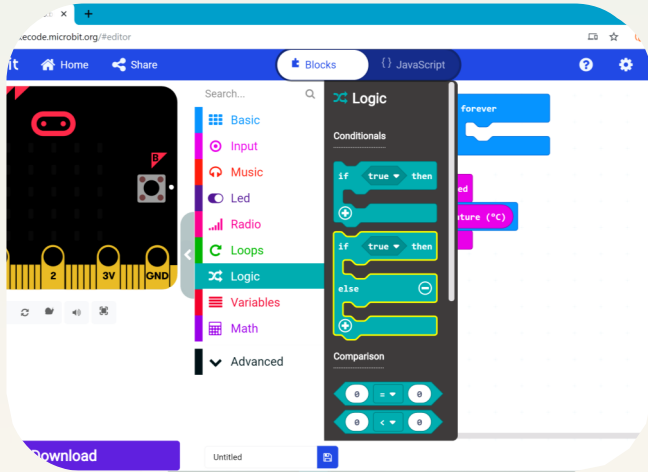 ecode.microbit.org/#editor
it Home Share Blocks {} JavaScript
Search...
Basic
Input
Music
Led
Radio
Loops
Logic
Variables
Math
Advanced
B
2 3V GND
Logic
Conditionals
if true then
if true then
else
Comparison
0 = 0
0 < 0
forever
ed
ture (°C)
Download
Untitled